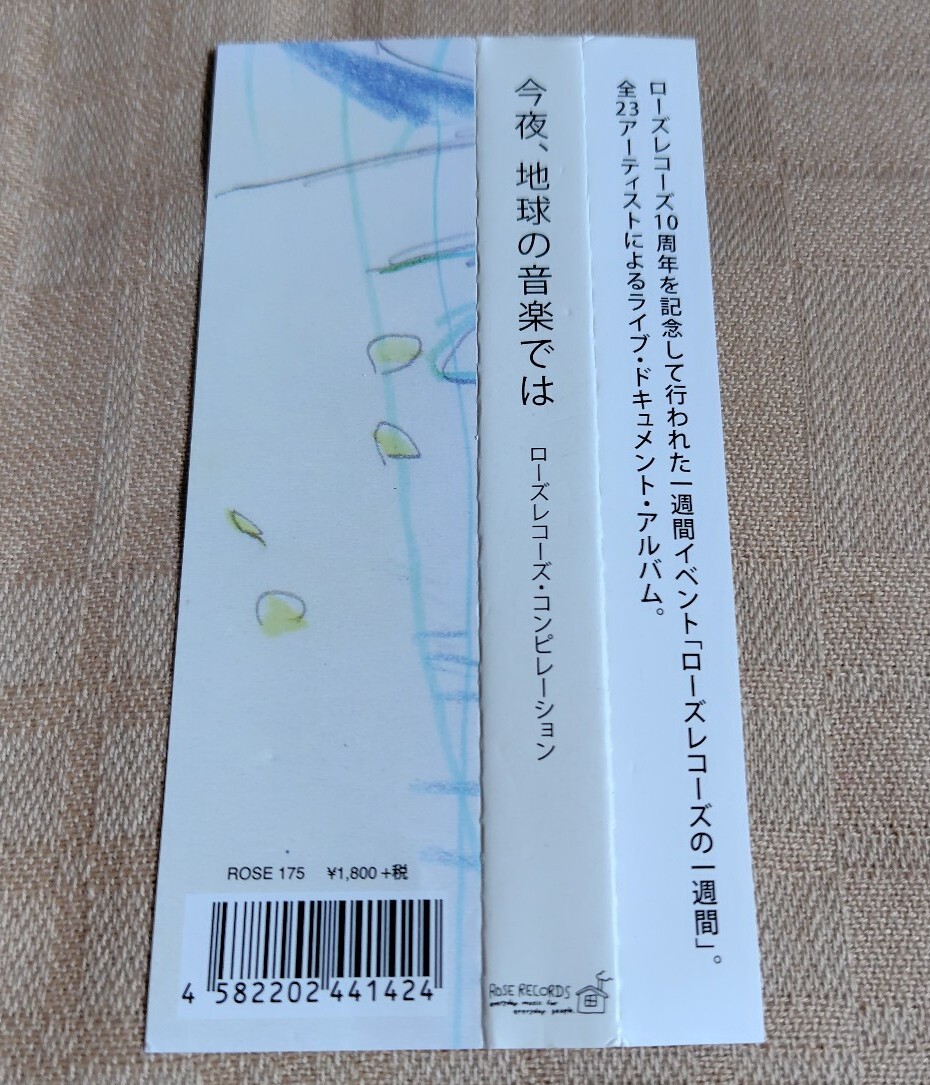 ローズレコーズ10周年を記念して行われた一週間イベント「ローズレコーズの一週間」。
全23アーティストによるライブ・ドキュメント・アルバム。
今夜、地球の音楽では
ローズレコーズ・コンピレーション
ROSE RECORDS
everyday music for
everyday people.
ROSE 175 ¥1,800 +税
4 582202 441424